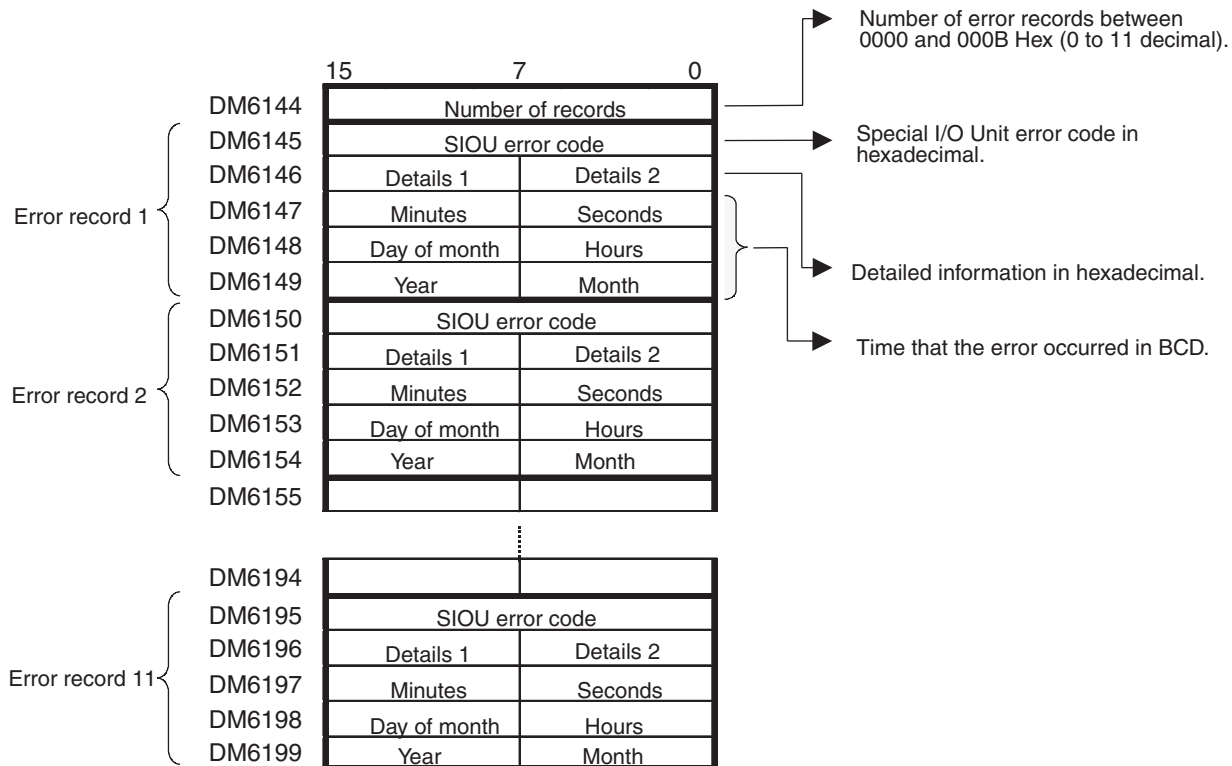 Number of error records between
0000 and 000B Hex (0 to 11 decimal).
15 7 0
DM6144 Number of records
DM6145 SIOU error code
Special I/O Unit error code in
hexadecimal.
DM6146 Details 1 Details 2
Error record 1
DM6147 Minutes Seconds
DM6148 Day of month Hours
DM6149 Year Month
Detailed information in hexadecimal.
DM6150 SIOU error code
DM6151 Details 1 Details 2
Time that the error occurred in BCD.
Error record 2
DM6152 Minutes Seconds
DM6153 Day of month Hours
DM6154 Year Month
DM6155
DM6194
DM6195 SIOU error code
DM6196 Details 1 Details 2
Error record 11
DM6197 Minutes Seconds
DM6198 Day of month Hours
DM6199 Year Month